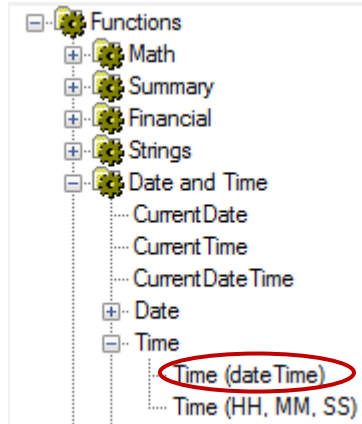 Functions
Math
Summary
Financial
Strings
Date and Time
CurrentDate
CurrentTime
CurrentDateTime
Date
Time
Time (dateTime)
Time (HH, MM, SS)